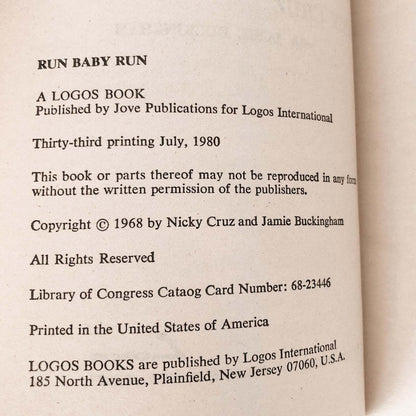 RUN BABY RUN
A LOGOS BOOK
Published by Jove Publications for Logos International
Thirty-third printing July, 1980
This book or parts thereof may not be reproduced in any form
without the written permission of the publishers.
Copyright © 1968 by Nicky Cruz and Jamie Buckingham
All Rights Reserved
Library of Congress Cataog Card Number: 68-23446
Printed in the United States of America
LOGOS BOOKS are published by Logos International
185 North Avenue, Plainfield, New Jersey 07060, U.S.A.